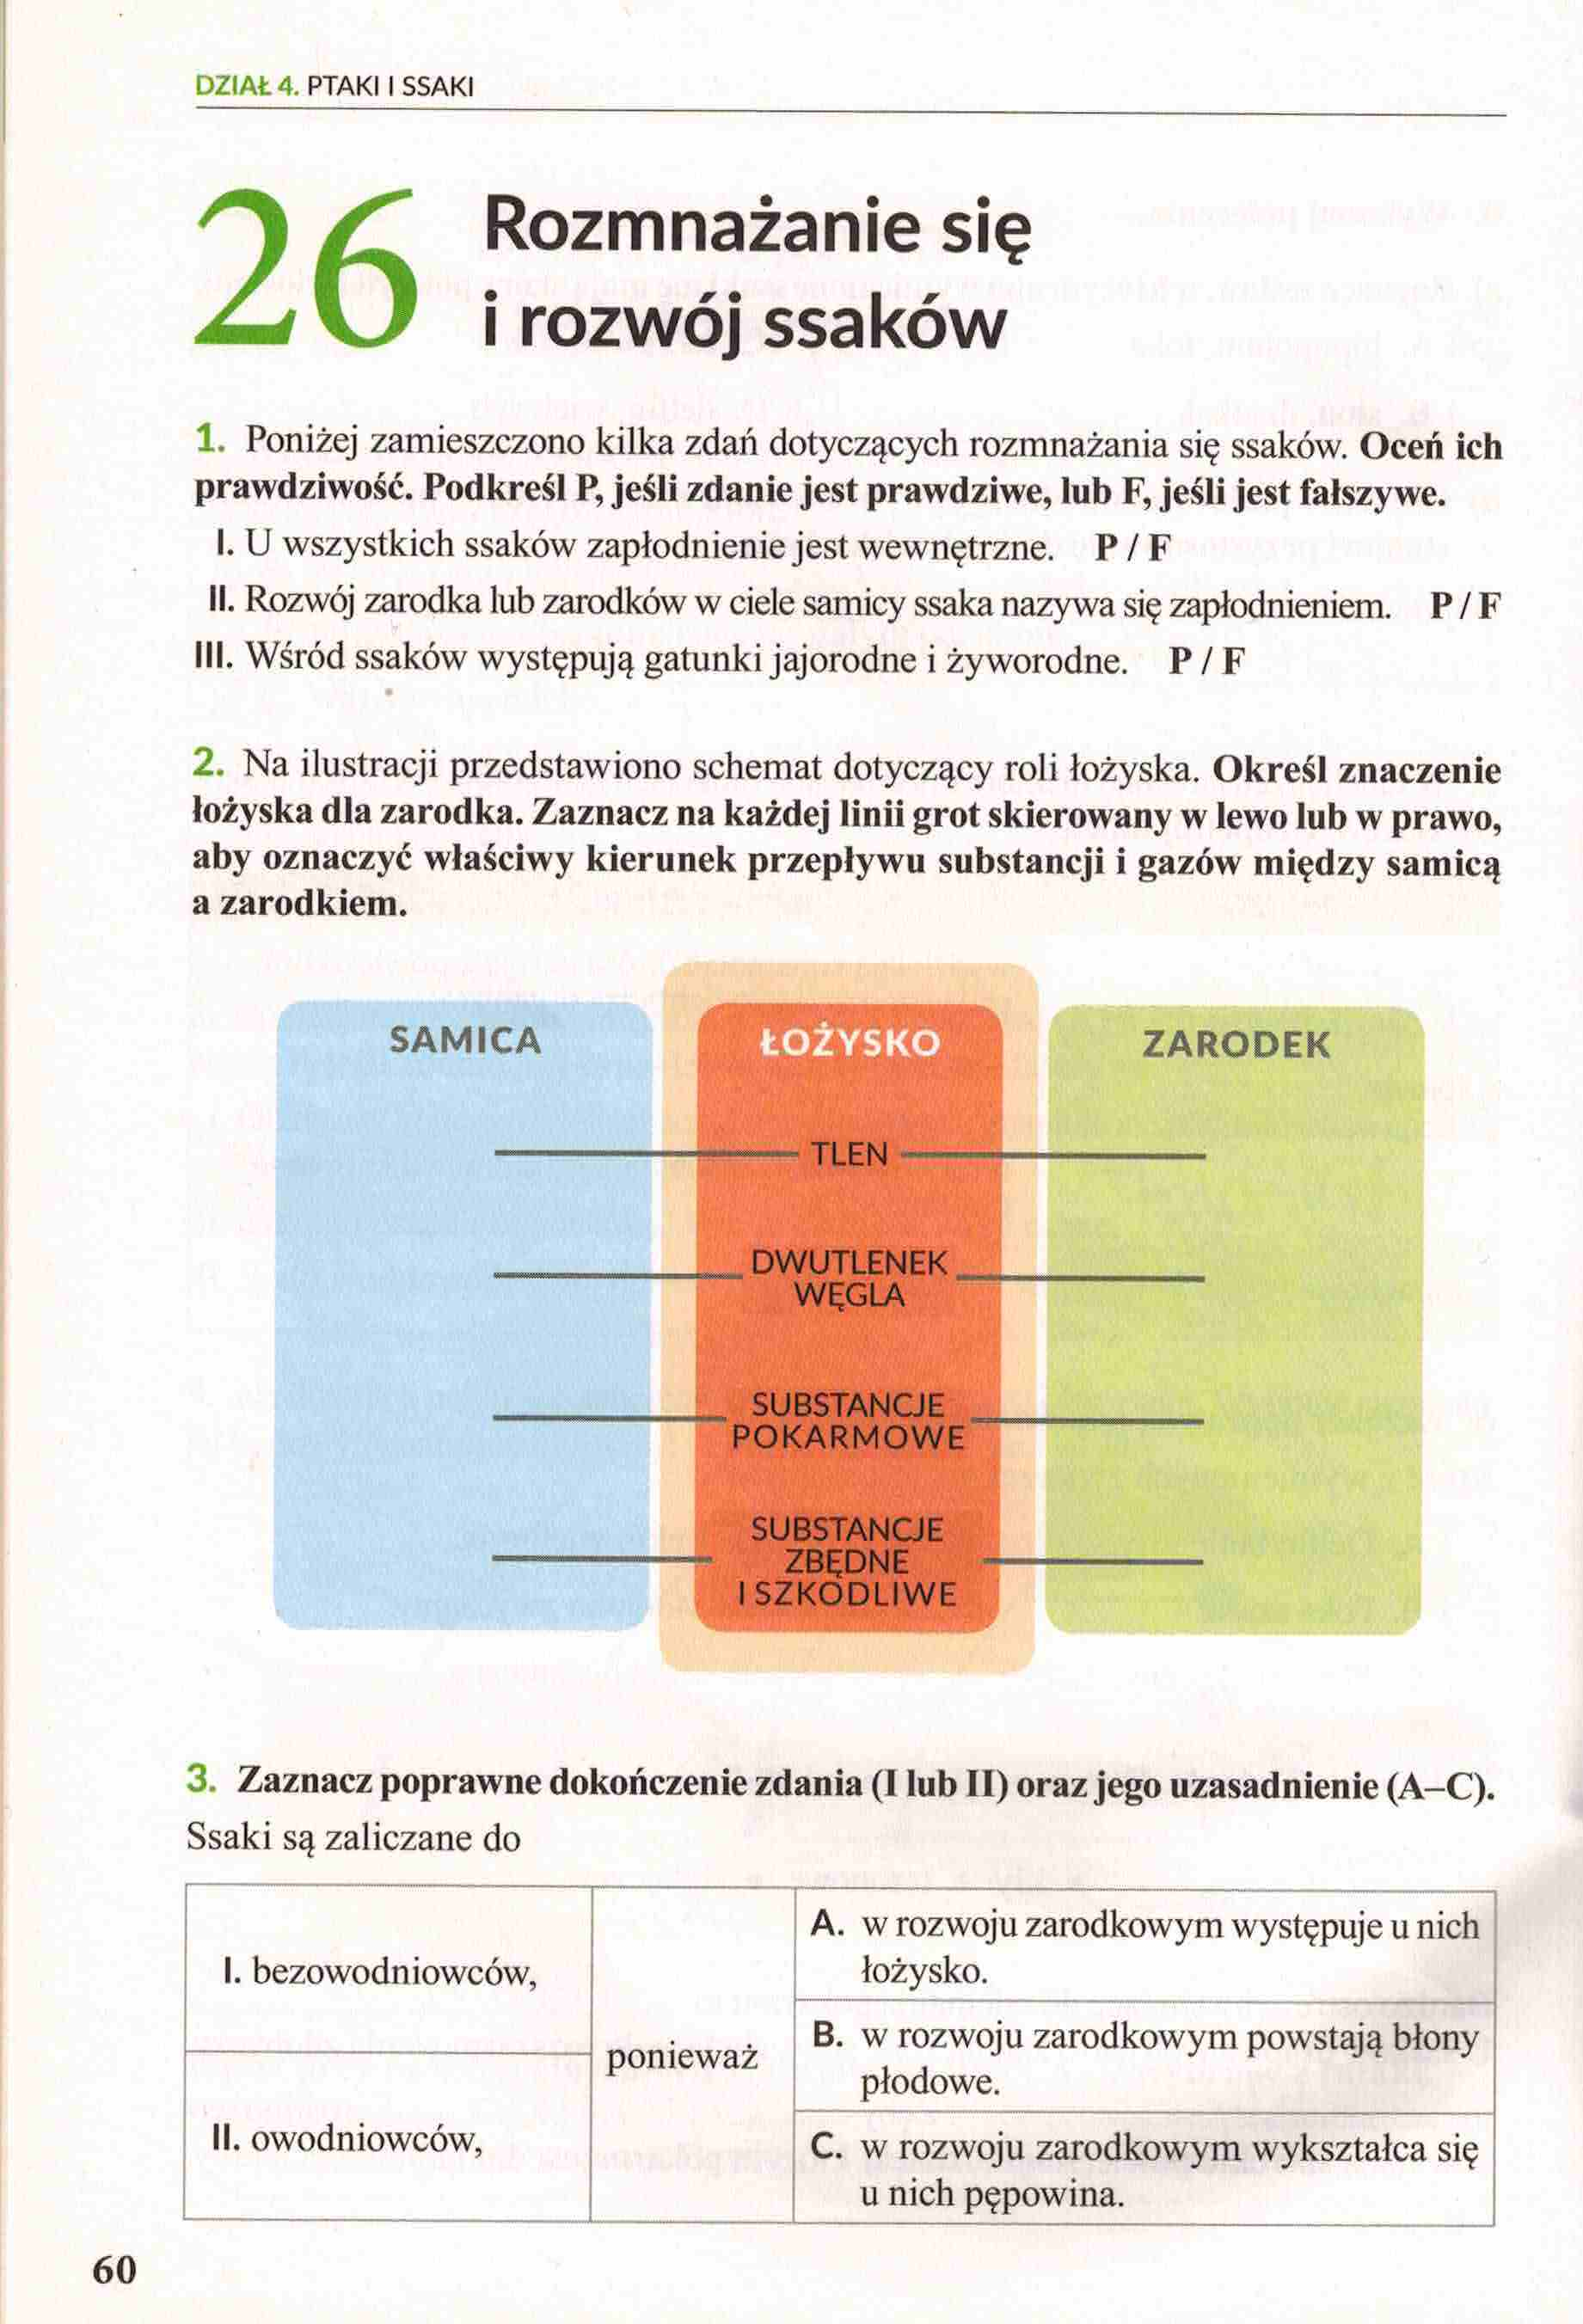 DZIAŁ 4. PTAKI I SSAKI
26
Rozmnażanie się
i rozwój ssaków
1. Poniżej zamieszczono kilka zdań dotyczących rozmnażania się ssaków. Oceń ich
prawdziwość. Podkreśl P, jeśli zdanie jest prawdziwe, lub F, jeśli jest fałszywe.
I. U wszystkich ssaków zapłodnienie jest wewnętrzne. P / F
II. Rozwój zarodka lub zarodków w ciele samicy ssaka nazywa się zapłodnieniem. P / F
III. Wśród ssaków występują gatunki jajorodne i żyworodne. P / F
2. Na ilustracji przedstawiono schemat dotyczący roli łożyska. Określ znaczenie
łożyska dla zarodka. Zaznacz na każdej linii grot skierowany w lewo lub w prawo,
aby oznaczyć właściwy kierunek przepływu substancji i gazów między samicą
a zarodkiem.
SAMICA
ŁOŻYSKO
ZARODEK
TLEN
DWUTLENEK
WĘGLA
SUBSTANCJE
POKARMOWE
SUBSTANCJE
ZBĘDNE
I SZKODLIWE
3. Zaznacz poprawne dokończenie zdania (I lub II) oraz jego uzasadnienie (A–C).
Ssaki są zaliczane do
I. bezowodniowców,
II. owodniowców,
ponieważ
A. w rozwoju zarodkowym występuje u nich
łożysko.
B. w rozwoju zarodkowym powstają błony
płodowe.
C. w rozwoju zarodkowym wykształca się
u nich pępowina.
60